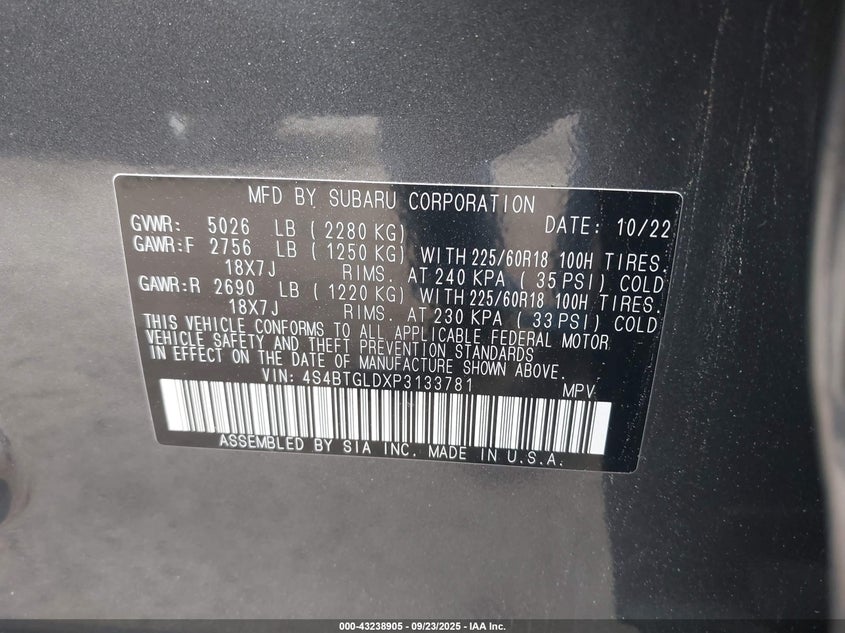 MFD BY SUBARU CORPORATION DATE: 10/22
GVWR: 5026 LB ( 2280 KG)
GAWR:F 2756 LB ( 1250 KG) WITH 225/60R18 100H TIRES,
18X7J RIMS, AT 240 KPA ( 35 PSI) COLD
GAWR:R 2690 LB ( 1220 KG) WITH 225/60R18 100H TIRES,
18X7J RIMS, AT 230 KPA ( 33 PSI) COLD
THIS VEHICLE CONFORMS TO ALL APPLICABLE FEDERAL MOTOR
VEHICLE SAFETY AND THEFT PREVENTION STANDARDS
IN EFFECT ON THE DATE OF MANUFACTURE SHOWN ABOVE.
VIN: 4S4BTGLDXP3133781 MPV
ASSEMBLED BY SIA INC. MADE IN U.S.A.
000-43238905 - 09/23/2025 - IAA Inc.